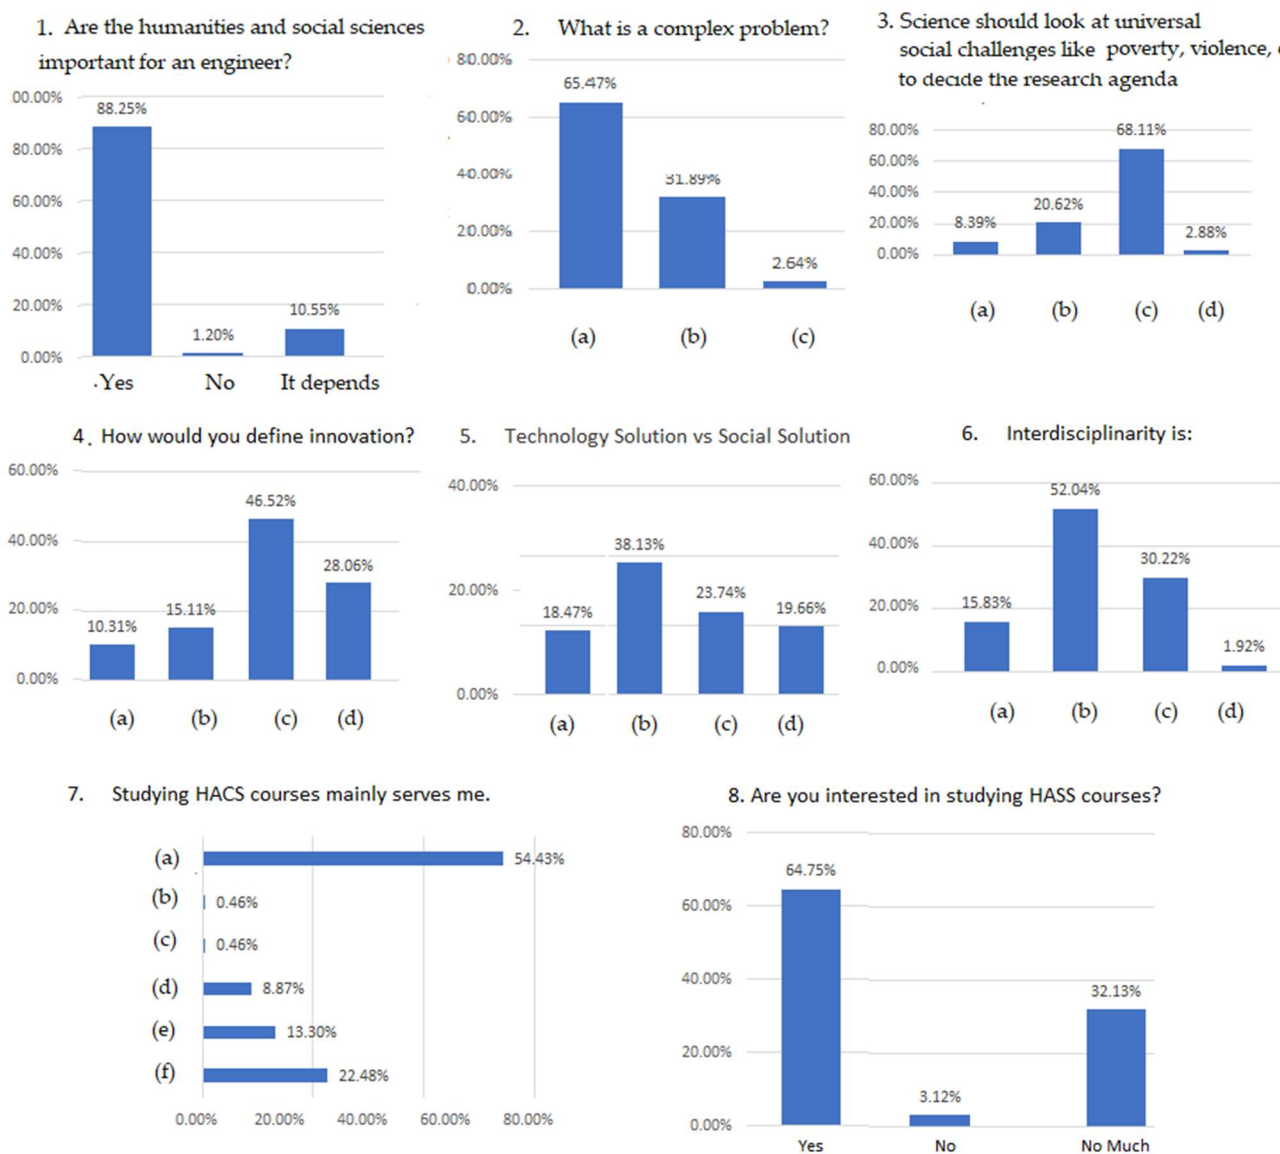 1. Are the humanities and social sciences
important for an engineer?
00.00%
80.00%
60.00%
40.00%
20.00%
0.00%
88.25%
1.20%
10.55%
Yes No It depends
2. What is a complex problem?
80.00%
60.00%
40.00%
20.00%
0.00%
65.47%
31.89%
2.64%
(a) (b) (c)
3. Science should look at universal
social challenges like poverty, violence,
to decide the research agenda
80.00%
60.00%
40.00%
20.00%
0.00%
8.39%
20.62%
68.11%
2.88%
(a) (b) (c) (d)
4. How would you define innovation?
60.00%
40.00%
20.00%
0.00%
10.31%
15.11%
46.52%
28.06%
(a) (b) (c) (d)
5. Technology Solution vs Social Solution
40.00%
20.00%
0.00%
18.47%
38.13%
23.74%
19.66%
(a) (b) (c) (d)
6. Interdisciplinarity is:
60.00%
40.00%
20.00%
0.00%
15.83%
52.04%
30.22%
1.92%
(a) (b) (c) (d)
7. Studying HACS courses mainly serves me.
(a) 54.43%
(b) 0.46%
(c) 0.46%
(d) 8.87%
(e) 13.30%
(f) 22.48%
0.00% 20.00% 40.00% 60.00% 80.00%
8. Are you interested in studying HASS courses?
80.00%
60.00%
40.00%
20.00%
0.00%
64.75%
3.12%
32.13%
Yes No No Much